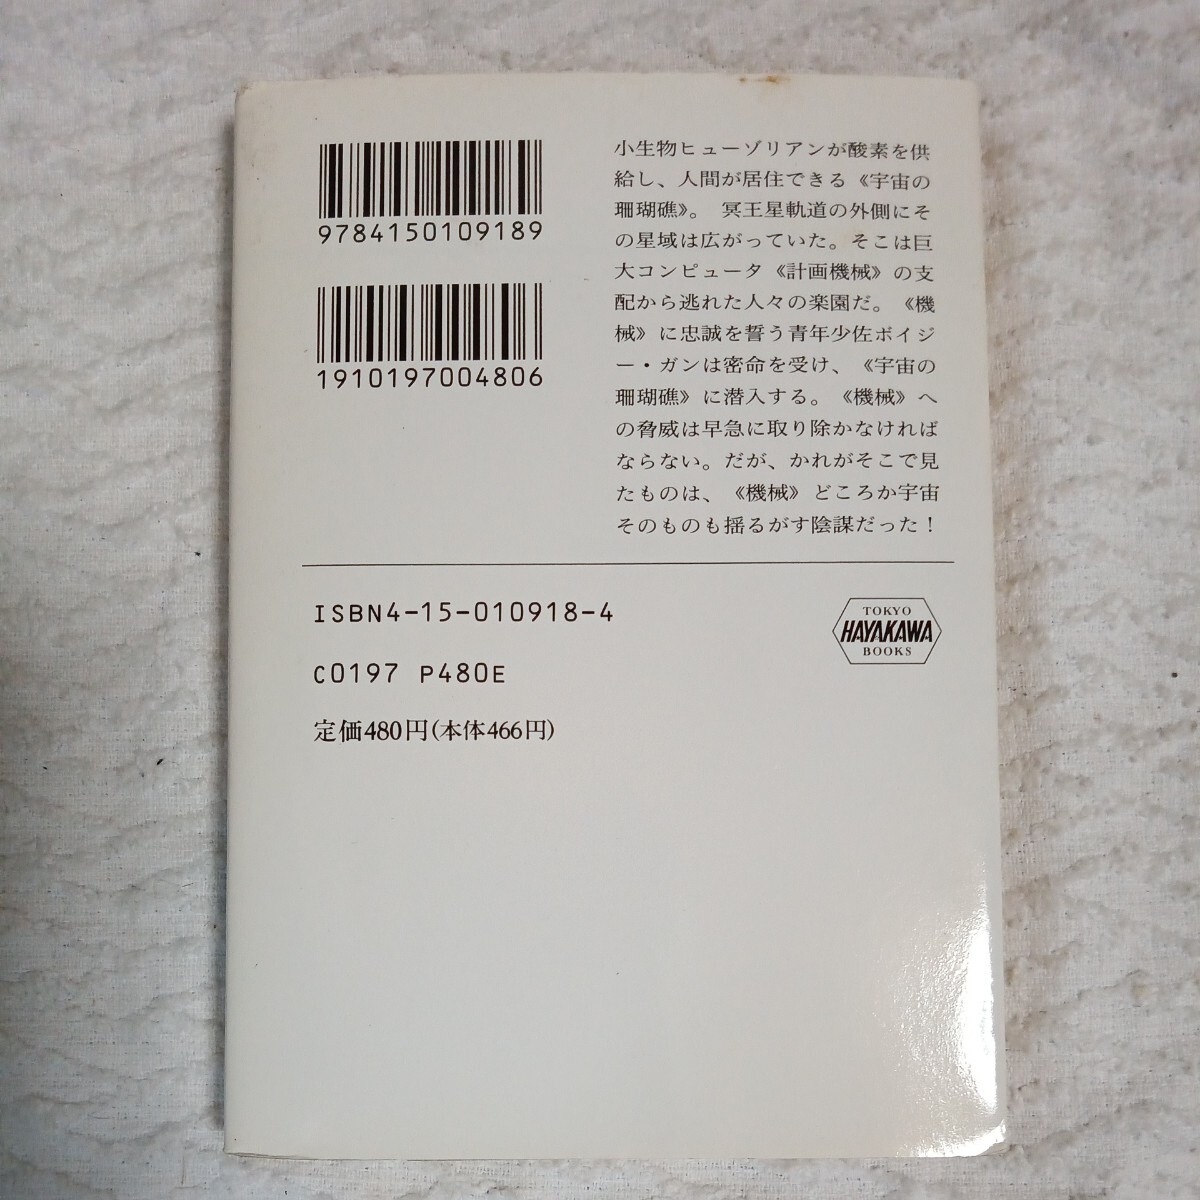 9784150109189
1910197004806
小生物ヒューゾリアンが酸素を供
給し、人間が居住できる《宇宙の
珊瑚礁》。冥王星軌道の外側にそ
の星域は広がっていた。そこは巨
大コンピュータ《計画機械》の支
配から逃れた人々の楽園だ。《機
械》に忠誠を誓う青年少佐ボイジ
ー・ガンは密命を受け、《宇宙の
珊瑚礁》に潜入する。《機械》へ
の脅威は早急に取り除かなければ
ならない。だが、かれがそこで見
たものは、《機械》どころか宇宙
そのものも揺るがす陰謀だった！
ISBN4-15-010918-4
C0197 P480E
定価480円(本体466円)
TOKYO
HAYAKAWA
BOOKS